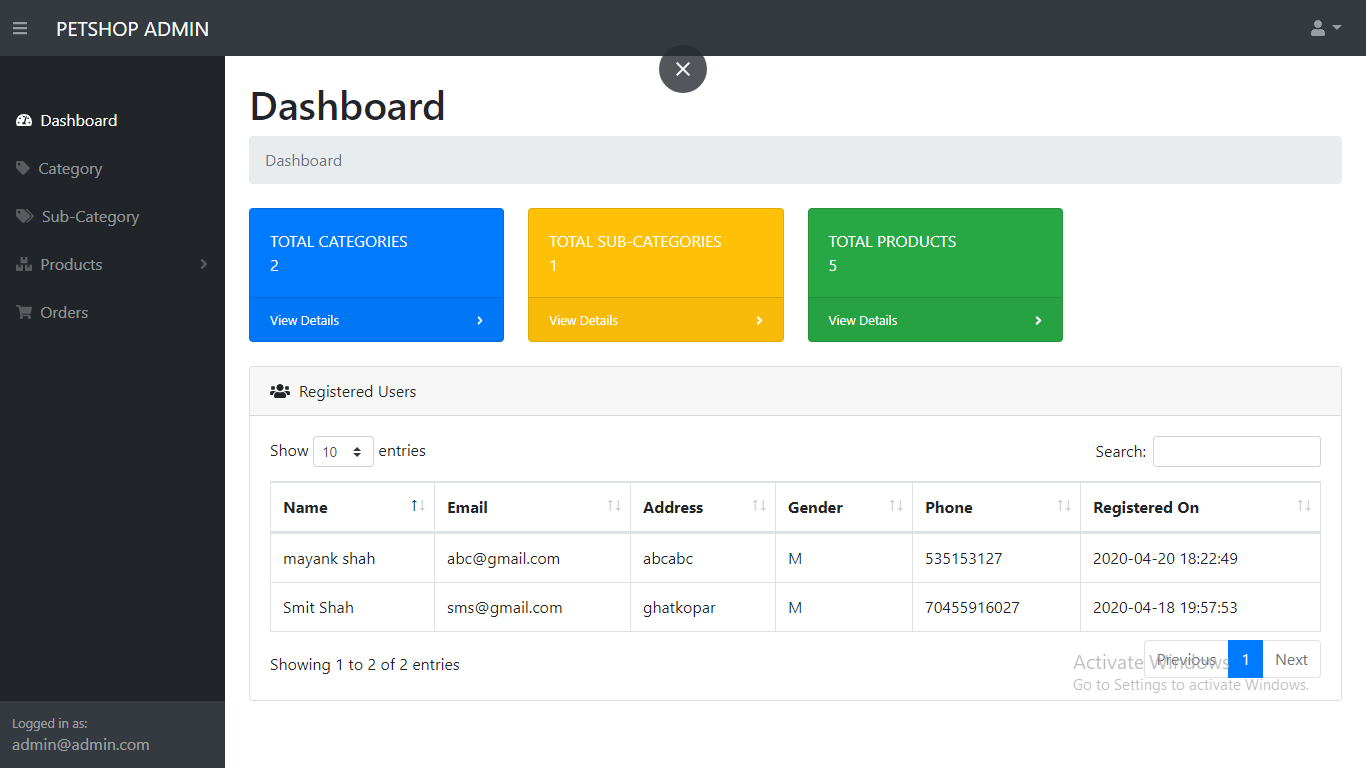 PETSHOP ADMIN
Dashboard
Category
Sub-Category
Products
Orders
Logged in as:
admin@admin.com
Dashboard
Dashboard
TOTAL CATEGORIES
2
View Details
TOTAL SUB-CATEGORIES
1
View Details
TOTAL PRODUCTS
5
View Details
Registered Users
Show 10 entries
Search:
Name Email Address Gender Phone Registered On
mayank shah abc@gmail.com abcabc M 535153127 2020-04-20 18:22:49
Smit Shah sms@gmail.com ghatkopar M 70455916027 2020-04-18 19:57:53
Showing 1 to 2 of 2 entries
Previous 1 Next
Activate Windows
Go to Settings to activate Windows.